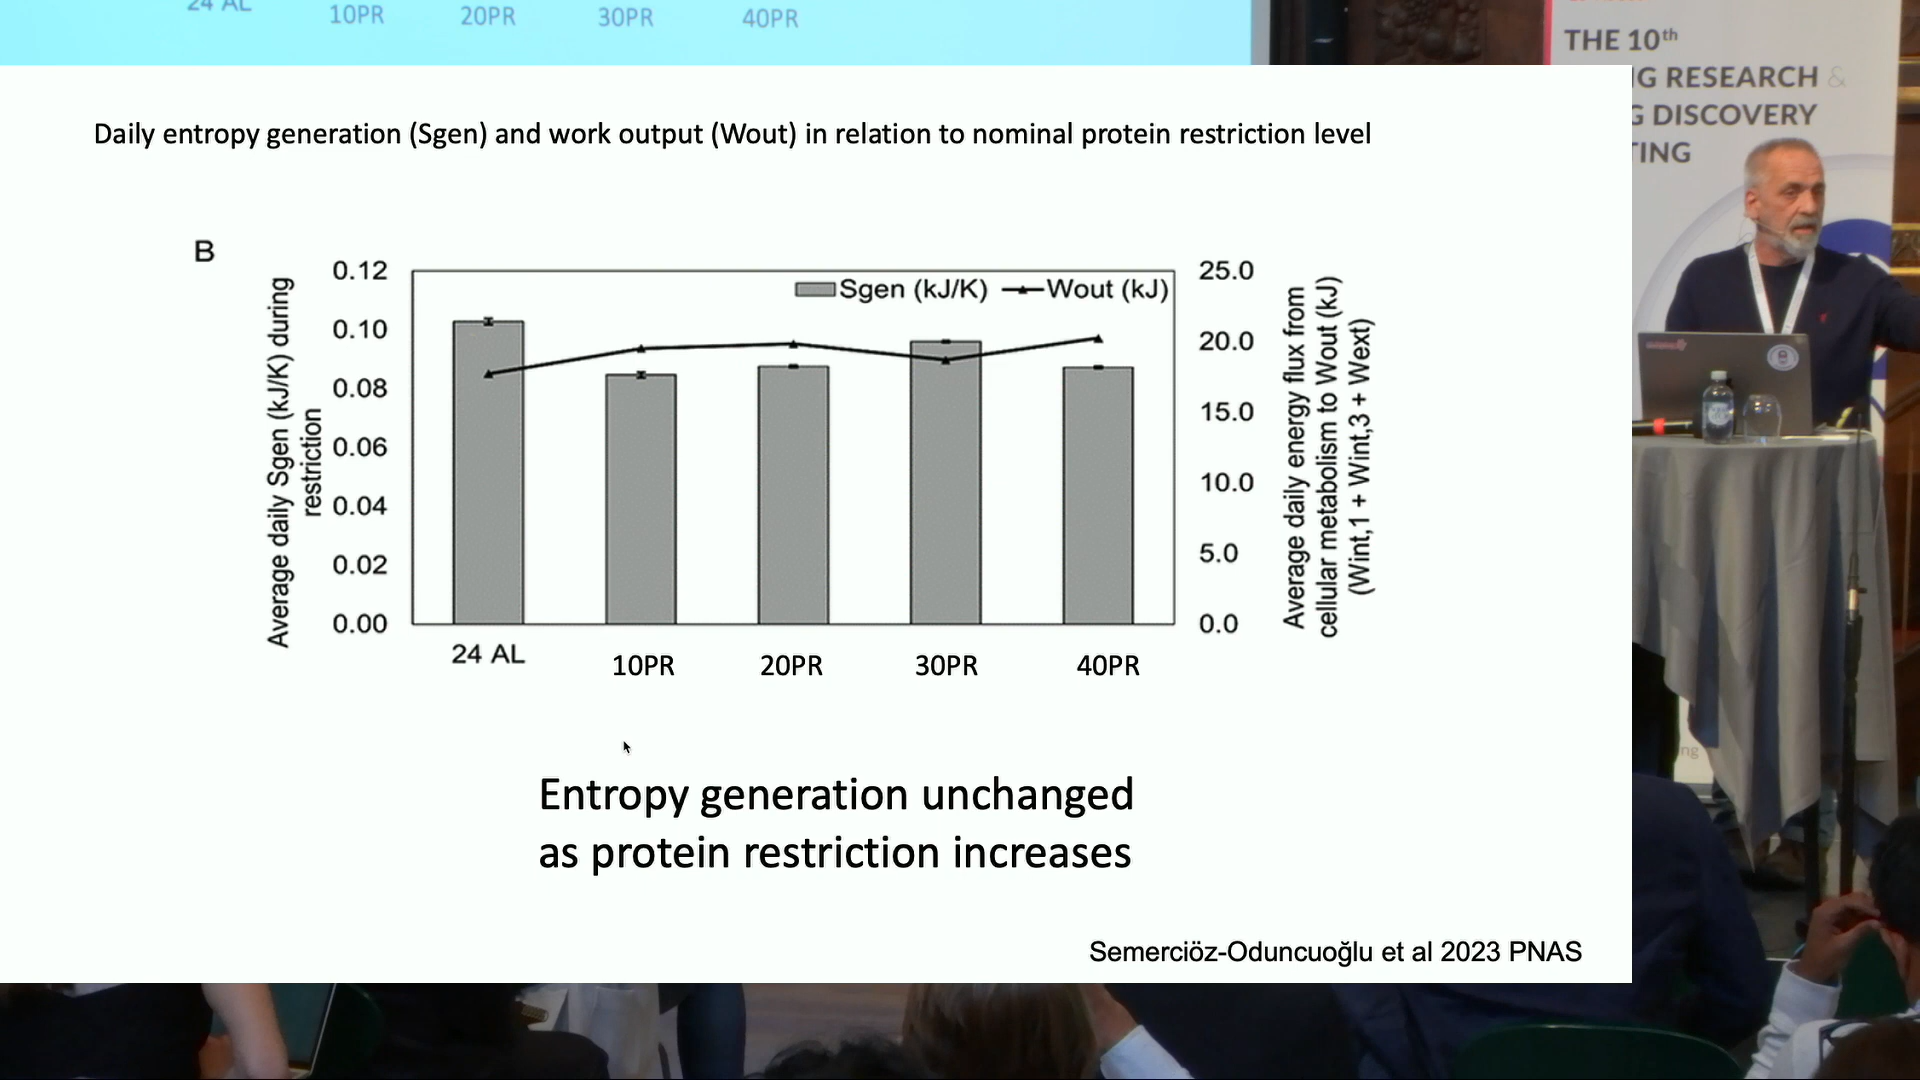 24 AL
10PR
20PR
30PR
40PR
THE 10th
G RESEARCH &
G DISCOVERY
TING
Daily entropy generation (Sgen) and work output (Wout) in relation to nominal protein restriction level
B
Average daily Sgen (kJ/K) during
restriction
0.12
0.10
0.08
0.06
0.04
0.02
0.00
Sgen (kJ/K)
Wout (kJ)
25.0
20.0
15.0
10.0
5.0
0.0
Average daily energy flux from
cellular metabolism to Wout (kJ)
(Wint,1 + Wint,3 + Wext)
24 AL
10PR
20PR
30PR
40PR
Entropy generation unchanged
as protein restriction increases
Semerciöz-Oduncuoğlu et al 2023 PNAS
ng